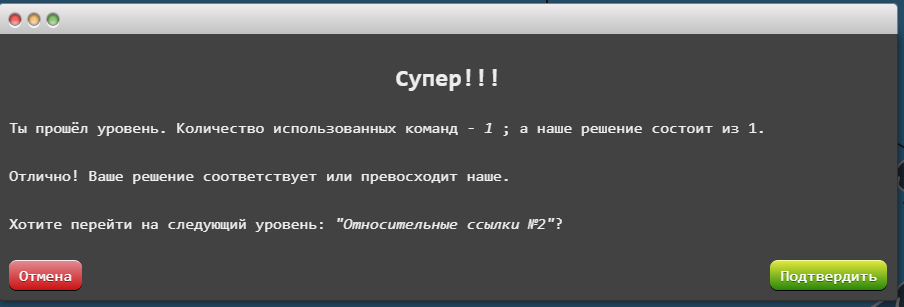 Супер!!!
Ты прошёл уровень. Количество использованных команд - 1 ; а наше решение состоит из 1.
Отлично! Ваше решение соответствует или превосходит наше.
Хотите перейти на следующий уровень: "Относительные ссылки №2"?
Отмена
Подтвердить